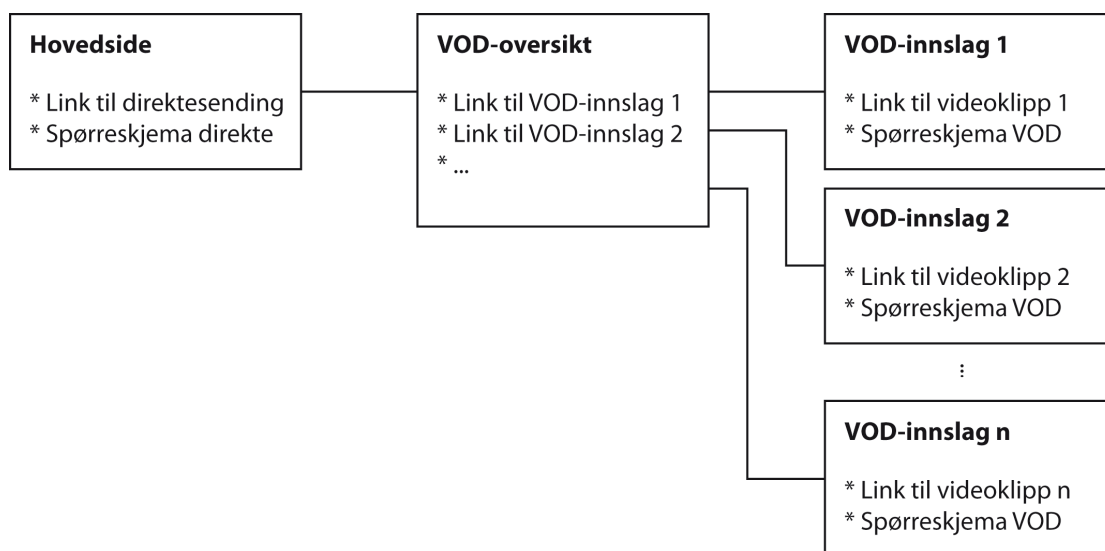 Hovedside
* Link til direktesending
* Spørreskjema direkte
VOD-oversikt
* Link til VOD-innslag 1
* Link til VOD-innslag 2
* ...
VOD-innslag 1
* Link til videoklipp 1
* Spørreskjema VOD
VOD-innslag 2
* Link til videoklipp 2
* Spørreskjema VOD
...
VOD-innslag n
* Link til videoklipp n
* Spørreskjema VOD